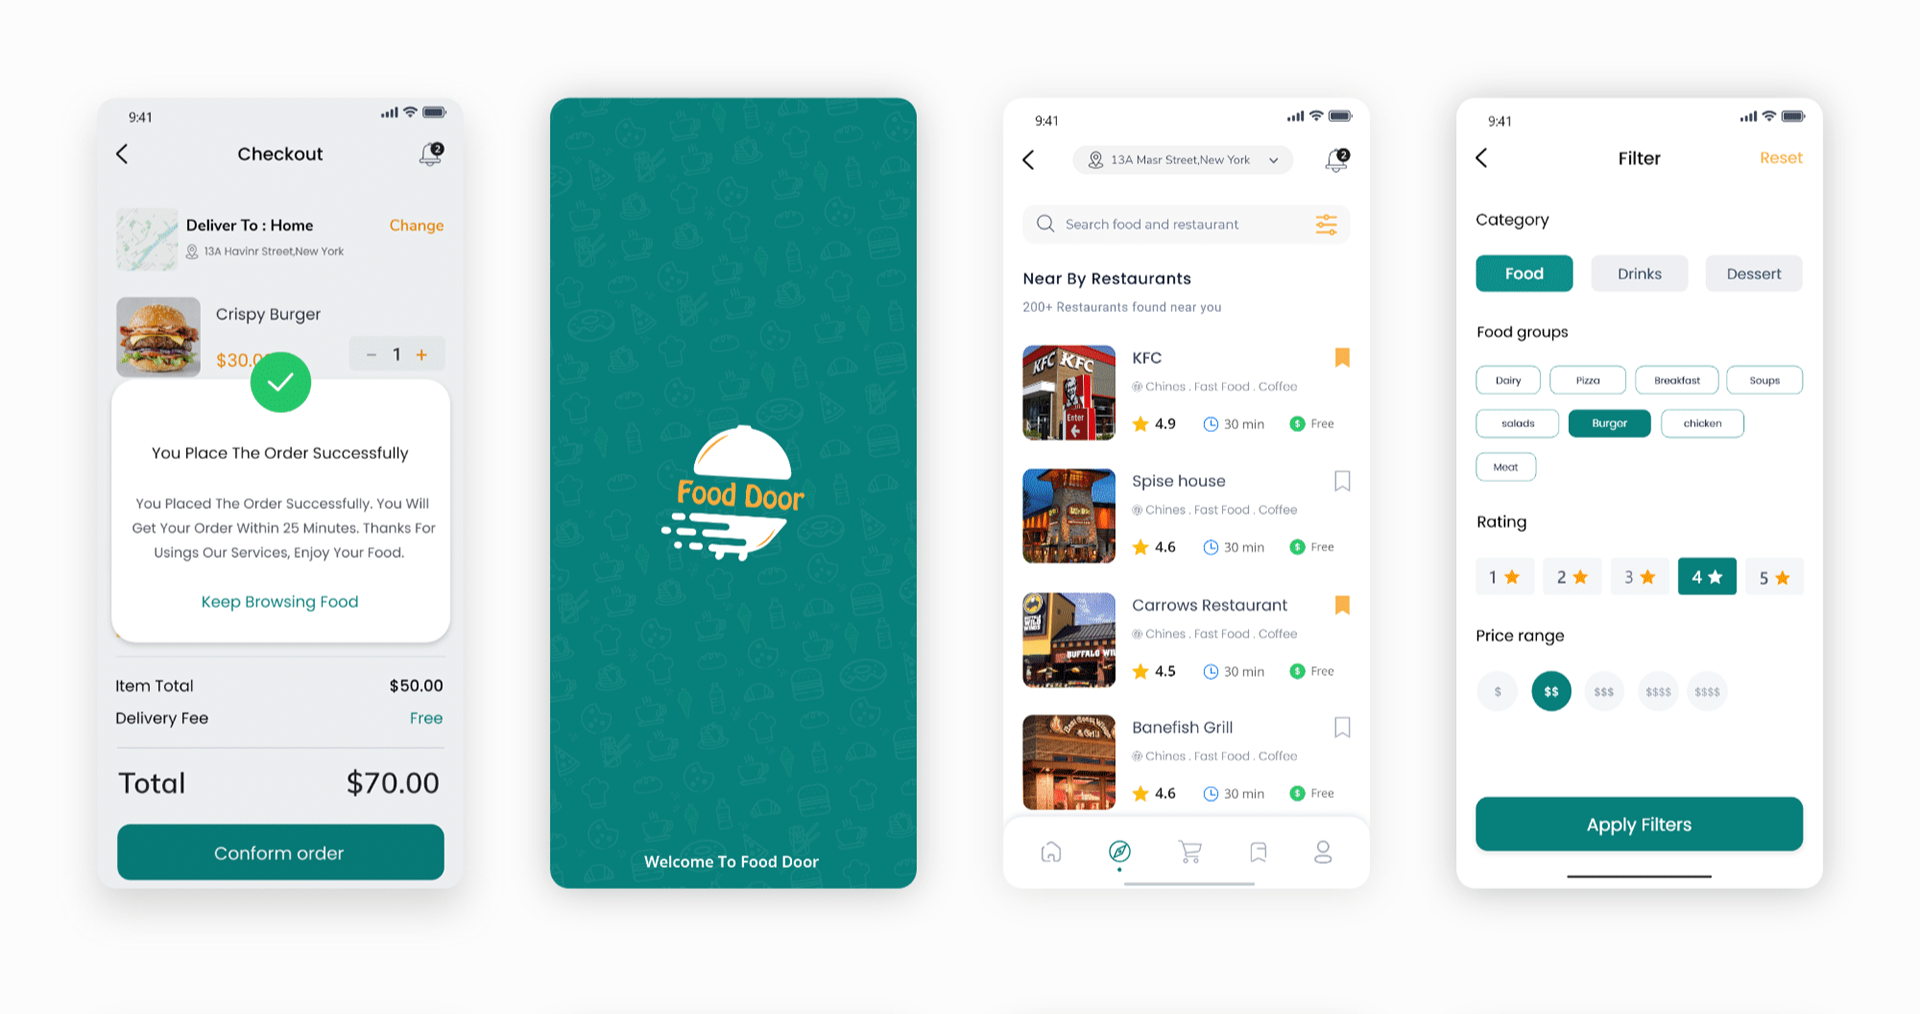 9:41
Checkout
2
Deliver To : Home
Change
13A Havinr Street,New York
Crispy Burger
$30.0
− 1 +
You Place The Order Successfully
You Placed The Order Successfully. You Will
Get Your Order Within 25 Minutes. Thanks For
Usings Our Services, Enjoy Your Food.
Keep Browsing Food
Item Total $50.00
Delivery Fee Free
Total $70.00
Conform order
Food Door
Welcome To Food Door
9:41
13A Masr Street,New York
2
Search food and restaurant
Near By Restaurants
200+ Restaurants found near you
KFC KFC
Enter
KFC
Chines . Fast Food . Coffee
4.9 30 min $ Free
Spise house
Chines . Fast Food . Coffee
4.6 30 min $ Free
BUFFALO WI
Carrows Restaurant
Chines . Fast Food . Coffee
4.5 30 min $ Free
& Grill
Banefish Grill
Chines . Fast Food . Coffee
4.6 30 min $ Free
9:41
Filter
Reset
Category
Food Drinks Dessert
Food groups
Dairy Pizza Breakfast Soups
salads Burger chicken
Meat
Rating
1 2 3 4 5
Price range
$ $$ $$$ $$$$ $$$$
Apply Filters